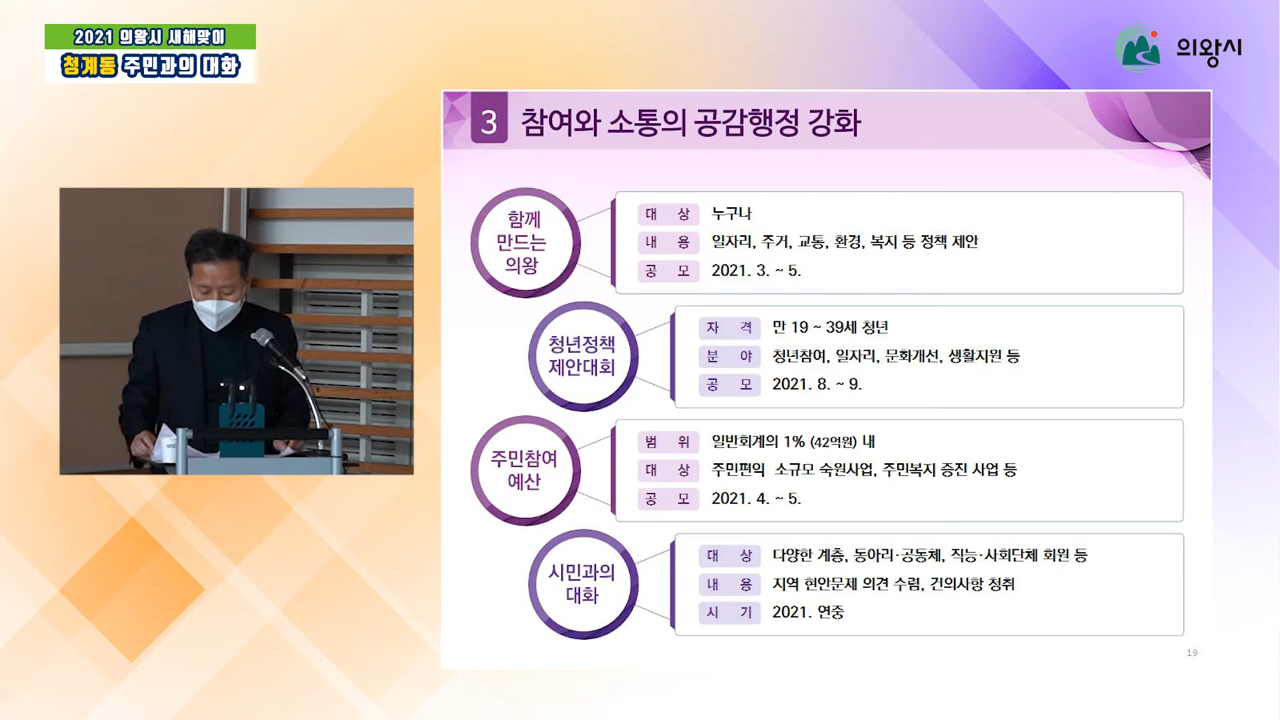 2021 의왕시 새해맞이
청계동 주민과의 대화
의왕시
3 참여와 소통의 공감행정 강화
함께
만드는
의왕
대 상 누구나
내 용 일자리, 주거, 교통, 환경, 복지 등 정책 제안
공 모 2021. 3. ~ 5.
청년정책
제안대회
자 격 만 19 ~ 39세 청년
분 야 청년참여, 일자리, 문화개선, 생활지원 등
공 모 2021. 8. ~ 9.
주민참여
예산
범 위 일반회계의 1% (42억원) 내
대 상 주민편익 소규모 숙원사업, 주민복지 증진 사업 등
공 모 2021. 4. ~ 5.
시민과의
대화
대 상 다양한 계층, 동아리·공동체, 직능·사회단체 회원 등
내 용 지역 현안문제 의견 수렴, 건의사항 청취
시 기 2021. 연중
19